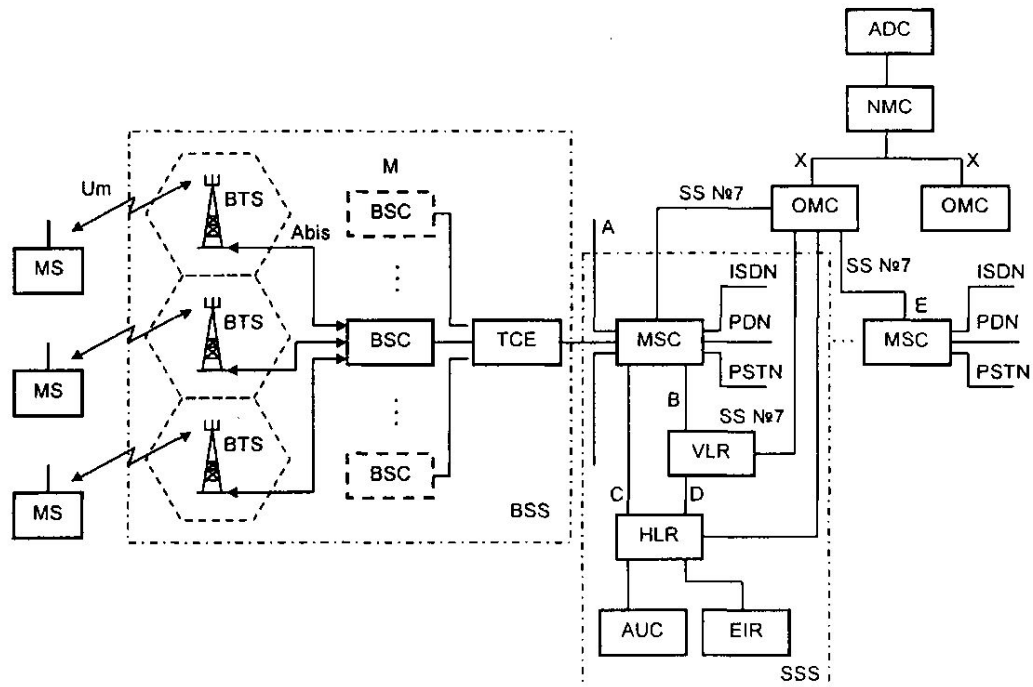 ADC
NMC
X
X
M
Um
BTS
BSC
SS №7
OMC
OMC
MS
Abis
A
SS №7
ISDN
ISDN
BTS
PDN
E
PDN
MS
BSC
TCE
MSC
MSC
PSTN
PSTN
B
SS №7
BTS
VLR
BSC
MS
BSS
C
D
HLR
AUC
EIR
SSS